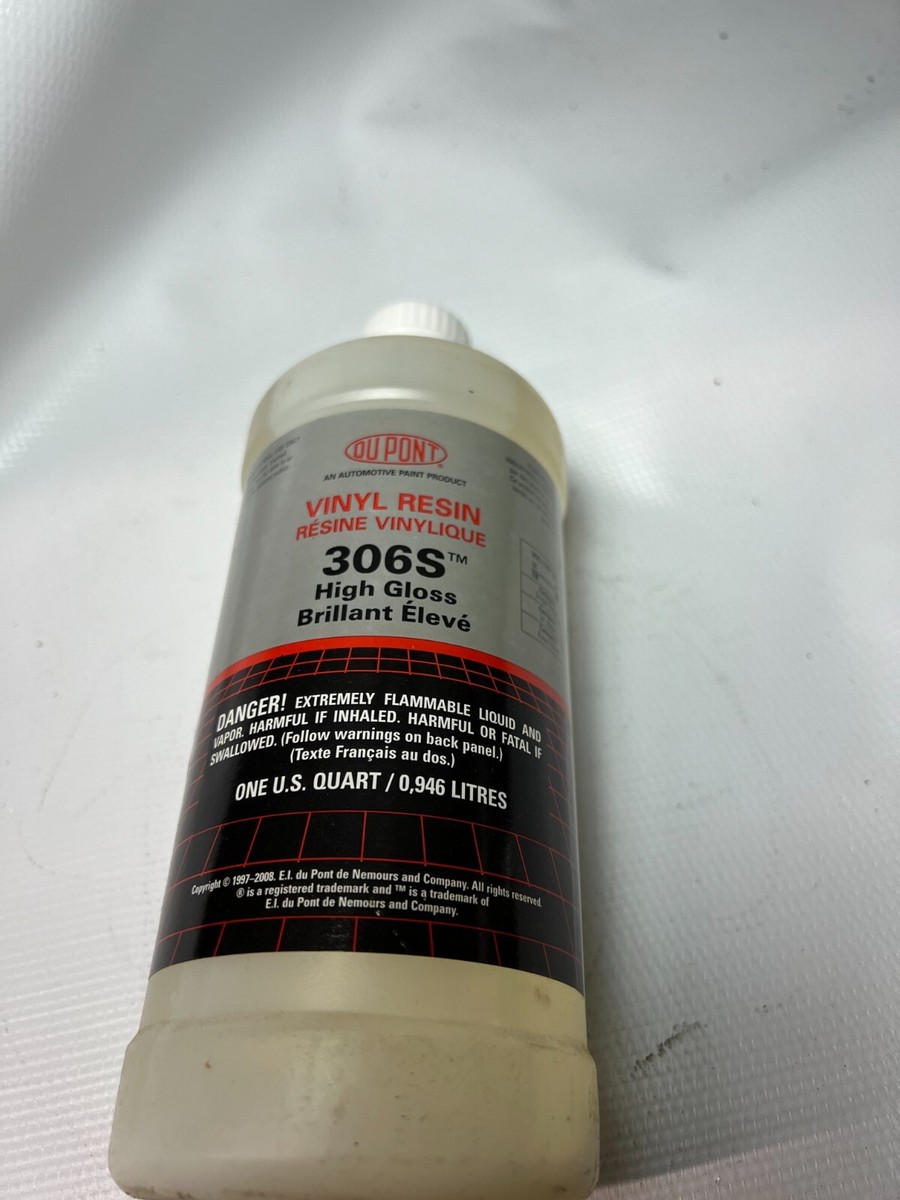 DU PONT®
AN AUTOMOTIVE PAINT PRODUCT
VINYL RESIN
RÉSINE VINYLIQUE
306S™
High Gloss
Brillant Élevé
DANGER! EXTREMELY FLAMMABLE LIQUID AND
VAPOR. HARMFUL IF INHALED. HARMFUL OR FATAL IF
SWALLOWED. (Follow warnings on back panel.)
(Texte Français au dos.)
ONE U.S. QUART / 0,946 LITRES
Copyright © 1997–2008. E.I. du Pont de Nemours and Company. All rights reserved.
® is a registered trademark and ™ is a trademark of
E.I. du Pont de Nemours and Company.